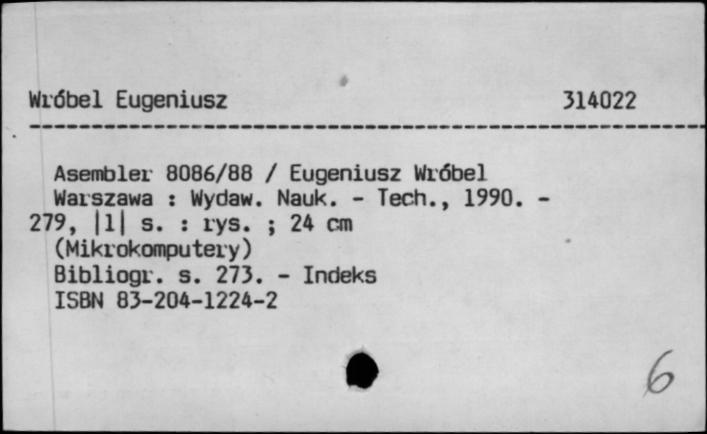 Wróbel Eugeniusz 314022
Asembler 8086/88 / Eugeniusz Wróbel
Warszawa : Wydaw. Nauk. - Tech., 1990. -
279, |1| s. : rys. ; 24 cm
(Mikrokomputery)
Bibliogr. s. 273. - Indeks
ISBN 83-204-1224-2
6